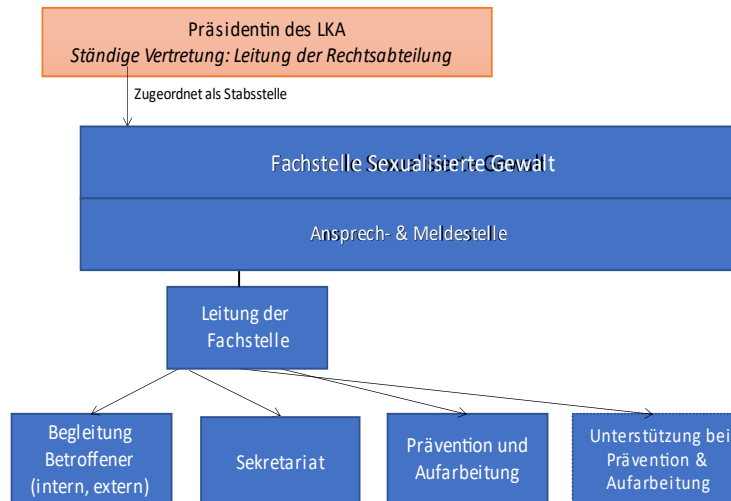 Präsidentin des LKA
Ständige Vertretung: Leitung der Rechtsabteilung
Zugeordnet als Stabsstelle
Fachstelle Sexualisierte Gewalt
Ansprech- & Meldestelle
Leitung der
Fachstelle
Begleitung
Betroffener
(intern, extern)
Sekretariat
Prävention und
Aufarbeitung
Unterstützung bei
Prävention &
Aufarbeitung